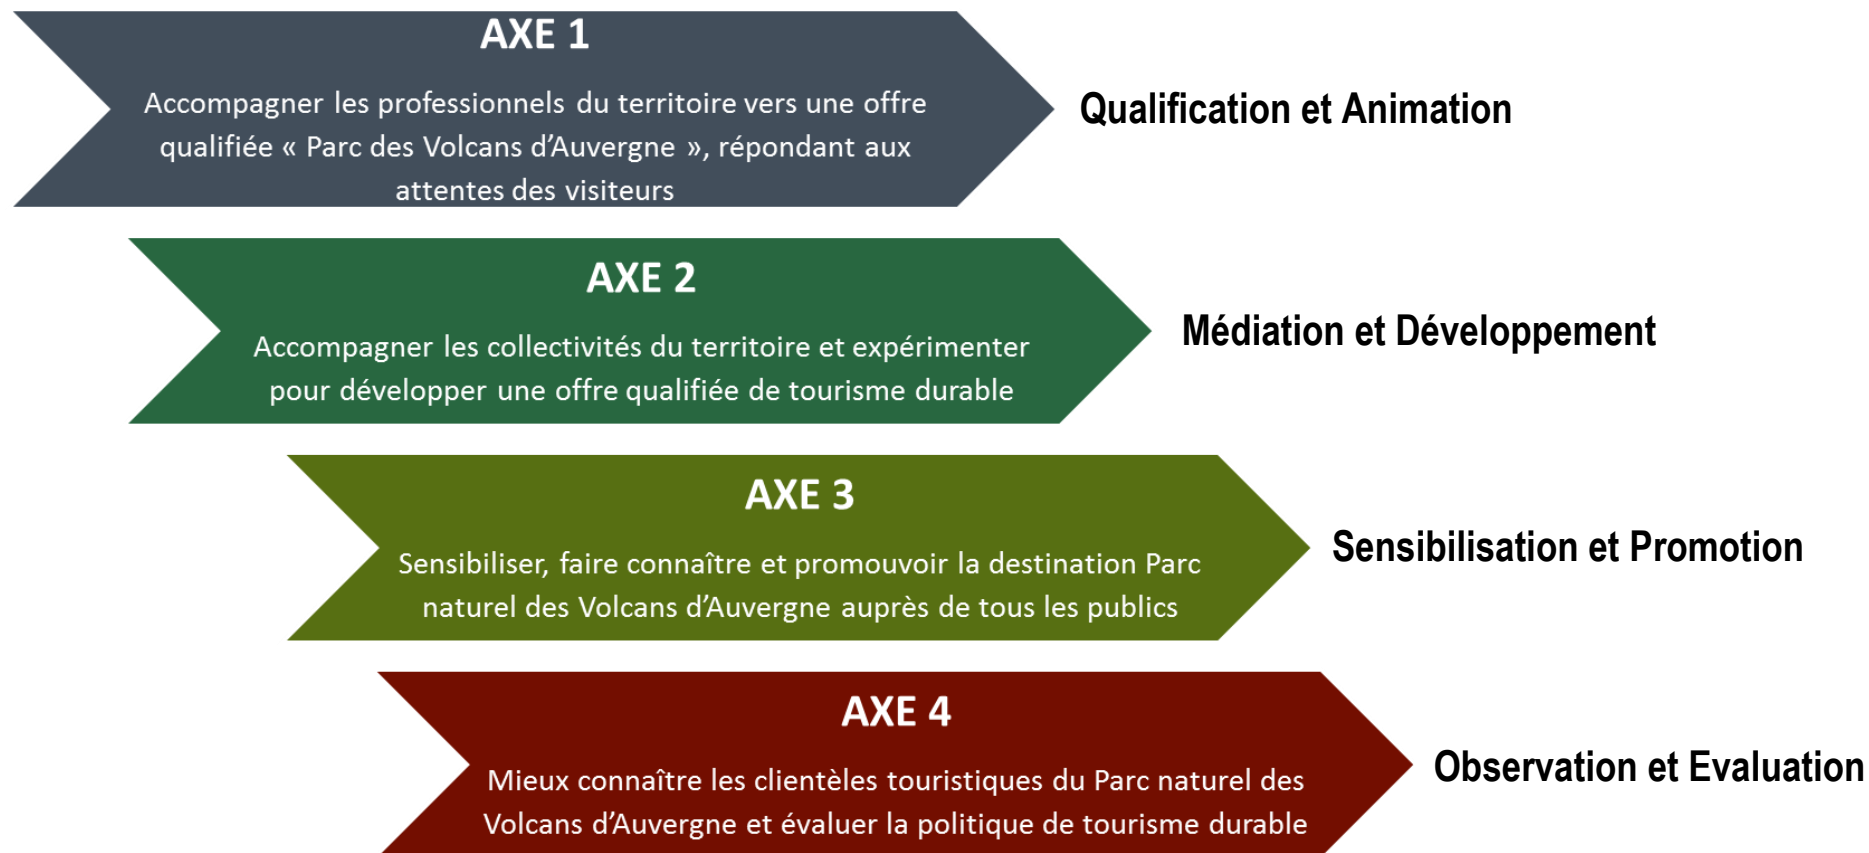 AXE 1
Accompagner les professionnels du territoire vers une offre
qualifiée « Parc des Volcans d’Auvergne », répondant aux
attentes des visiteurs
Qualification et Animation
AXE 2
Accompagner les collectivités du territoire et expérimenter
pour développer une offre qualifiée de tourisme durable
Médiation et Développement
AXE 3
Sensibiliser, faire connaître et promouvoir la destination Parc
naturel des Volcans d’Auvergne auprès de tous les publics
Sensibilisation et Promotion
AXE 4
Mieux connaître les clientèles touristiques du Parc naturel des
Volcans d’Auvergne et évaluer la politique de tourisme durable
Observation et Evaluation